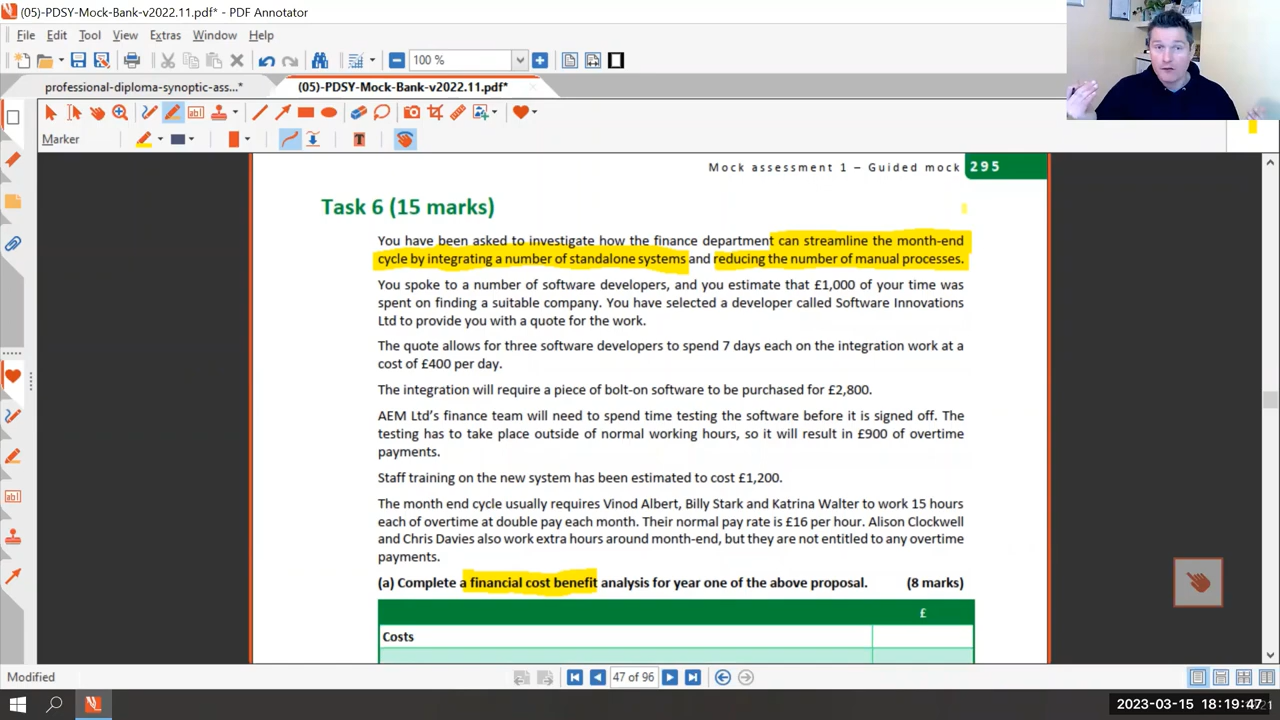 (05)-PDSY-Mock-Bank-v2022.11.pdf* - PDF Annotator
File Edit Tool View Extras Window Help
100 %
professional-diploma-synoptic-ass...* (05)-PDSY-Mock-Bank-v2022.11.pdf*
Marker
Mock assessment 1 – Guided mock 295
Task 6 (15 marks)
You have been asked to investigate how the finance department can streamline the month-end
cycle by integrating a number of standalone systems and reducing the number of manual processes.
You spoke to a number of software developers, and you estimate that £1,000 of your time was
spent on finding a suitable company. You have selected a developer called Software Innovations
Ltd to provide you with a quote for the work.
The quote allows for three software developers to spend 7 days each on the integration work at a
cost of £400 per day.
The integration will require a piece of bolt-on software to be purchased for £2,800.
AEM Ltd's finance team will need to spend time testing the software before it is signed off. The
testing has to take place outside of normal working hours, so it will result in £900 of overtime
payments.
Staff training on the new system has been estimated to cost £1,200.
The month end cycle usually requires Vinod Albert, Billy Stark and Katrina Walter to work 15 hours
each of overtime at double pay each month. Their normal pay rate is £16 per hour. Alison Clockwell
and Chris Davies also work extra hours around month-end, but they are not entitled to any overtime
payments.
(a) Complete a financial cost benefit analysis for year one of the above proposal. (8 marks)
£
Costs
Modified
47 of 96
2023-03-15 18:19:47